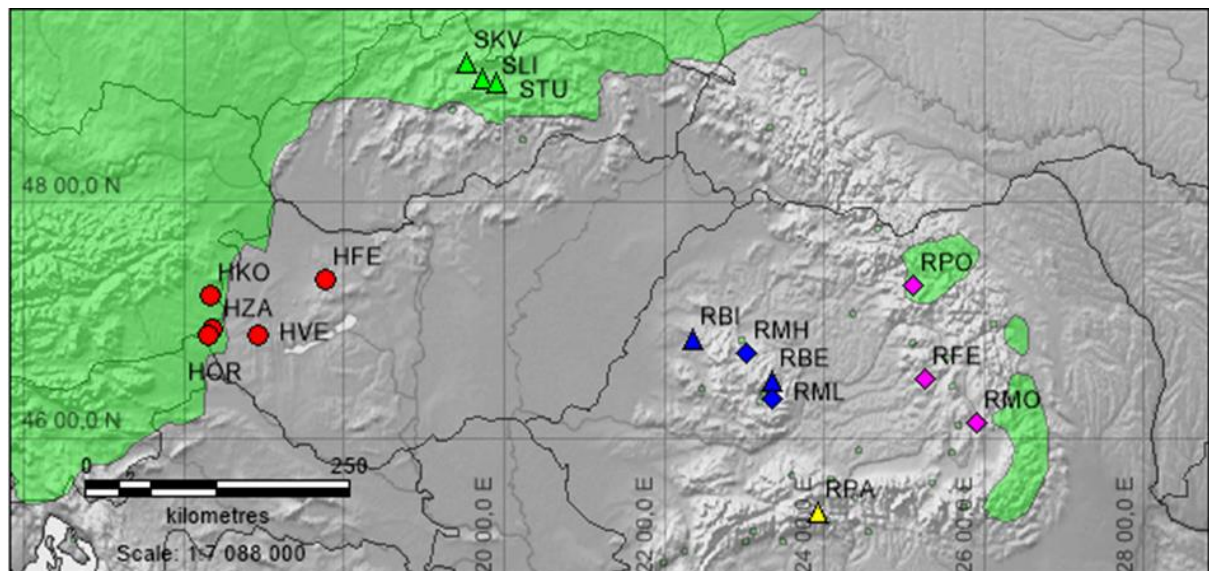 SKV
SLI
STU
48 00,0 N
HKO
HFE
HZA
HVE
HOR
RPO
RBI
RMH
RBE
RML
RFE
RMO
46 00,0 N
0
250
kilometres
Scale: 1:7 088 000
RPA
20 00,0 E
22 00,0 E
24 00,0 E
26 00,0 E
28 00,0 E